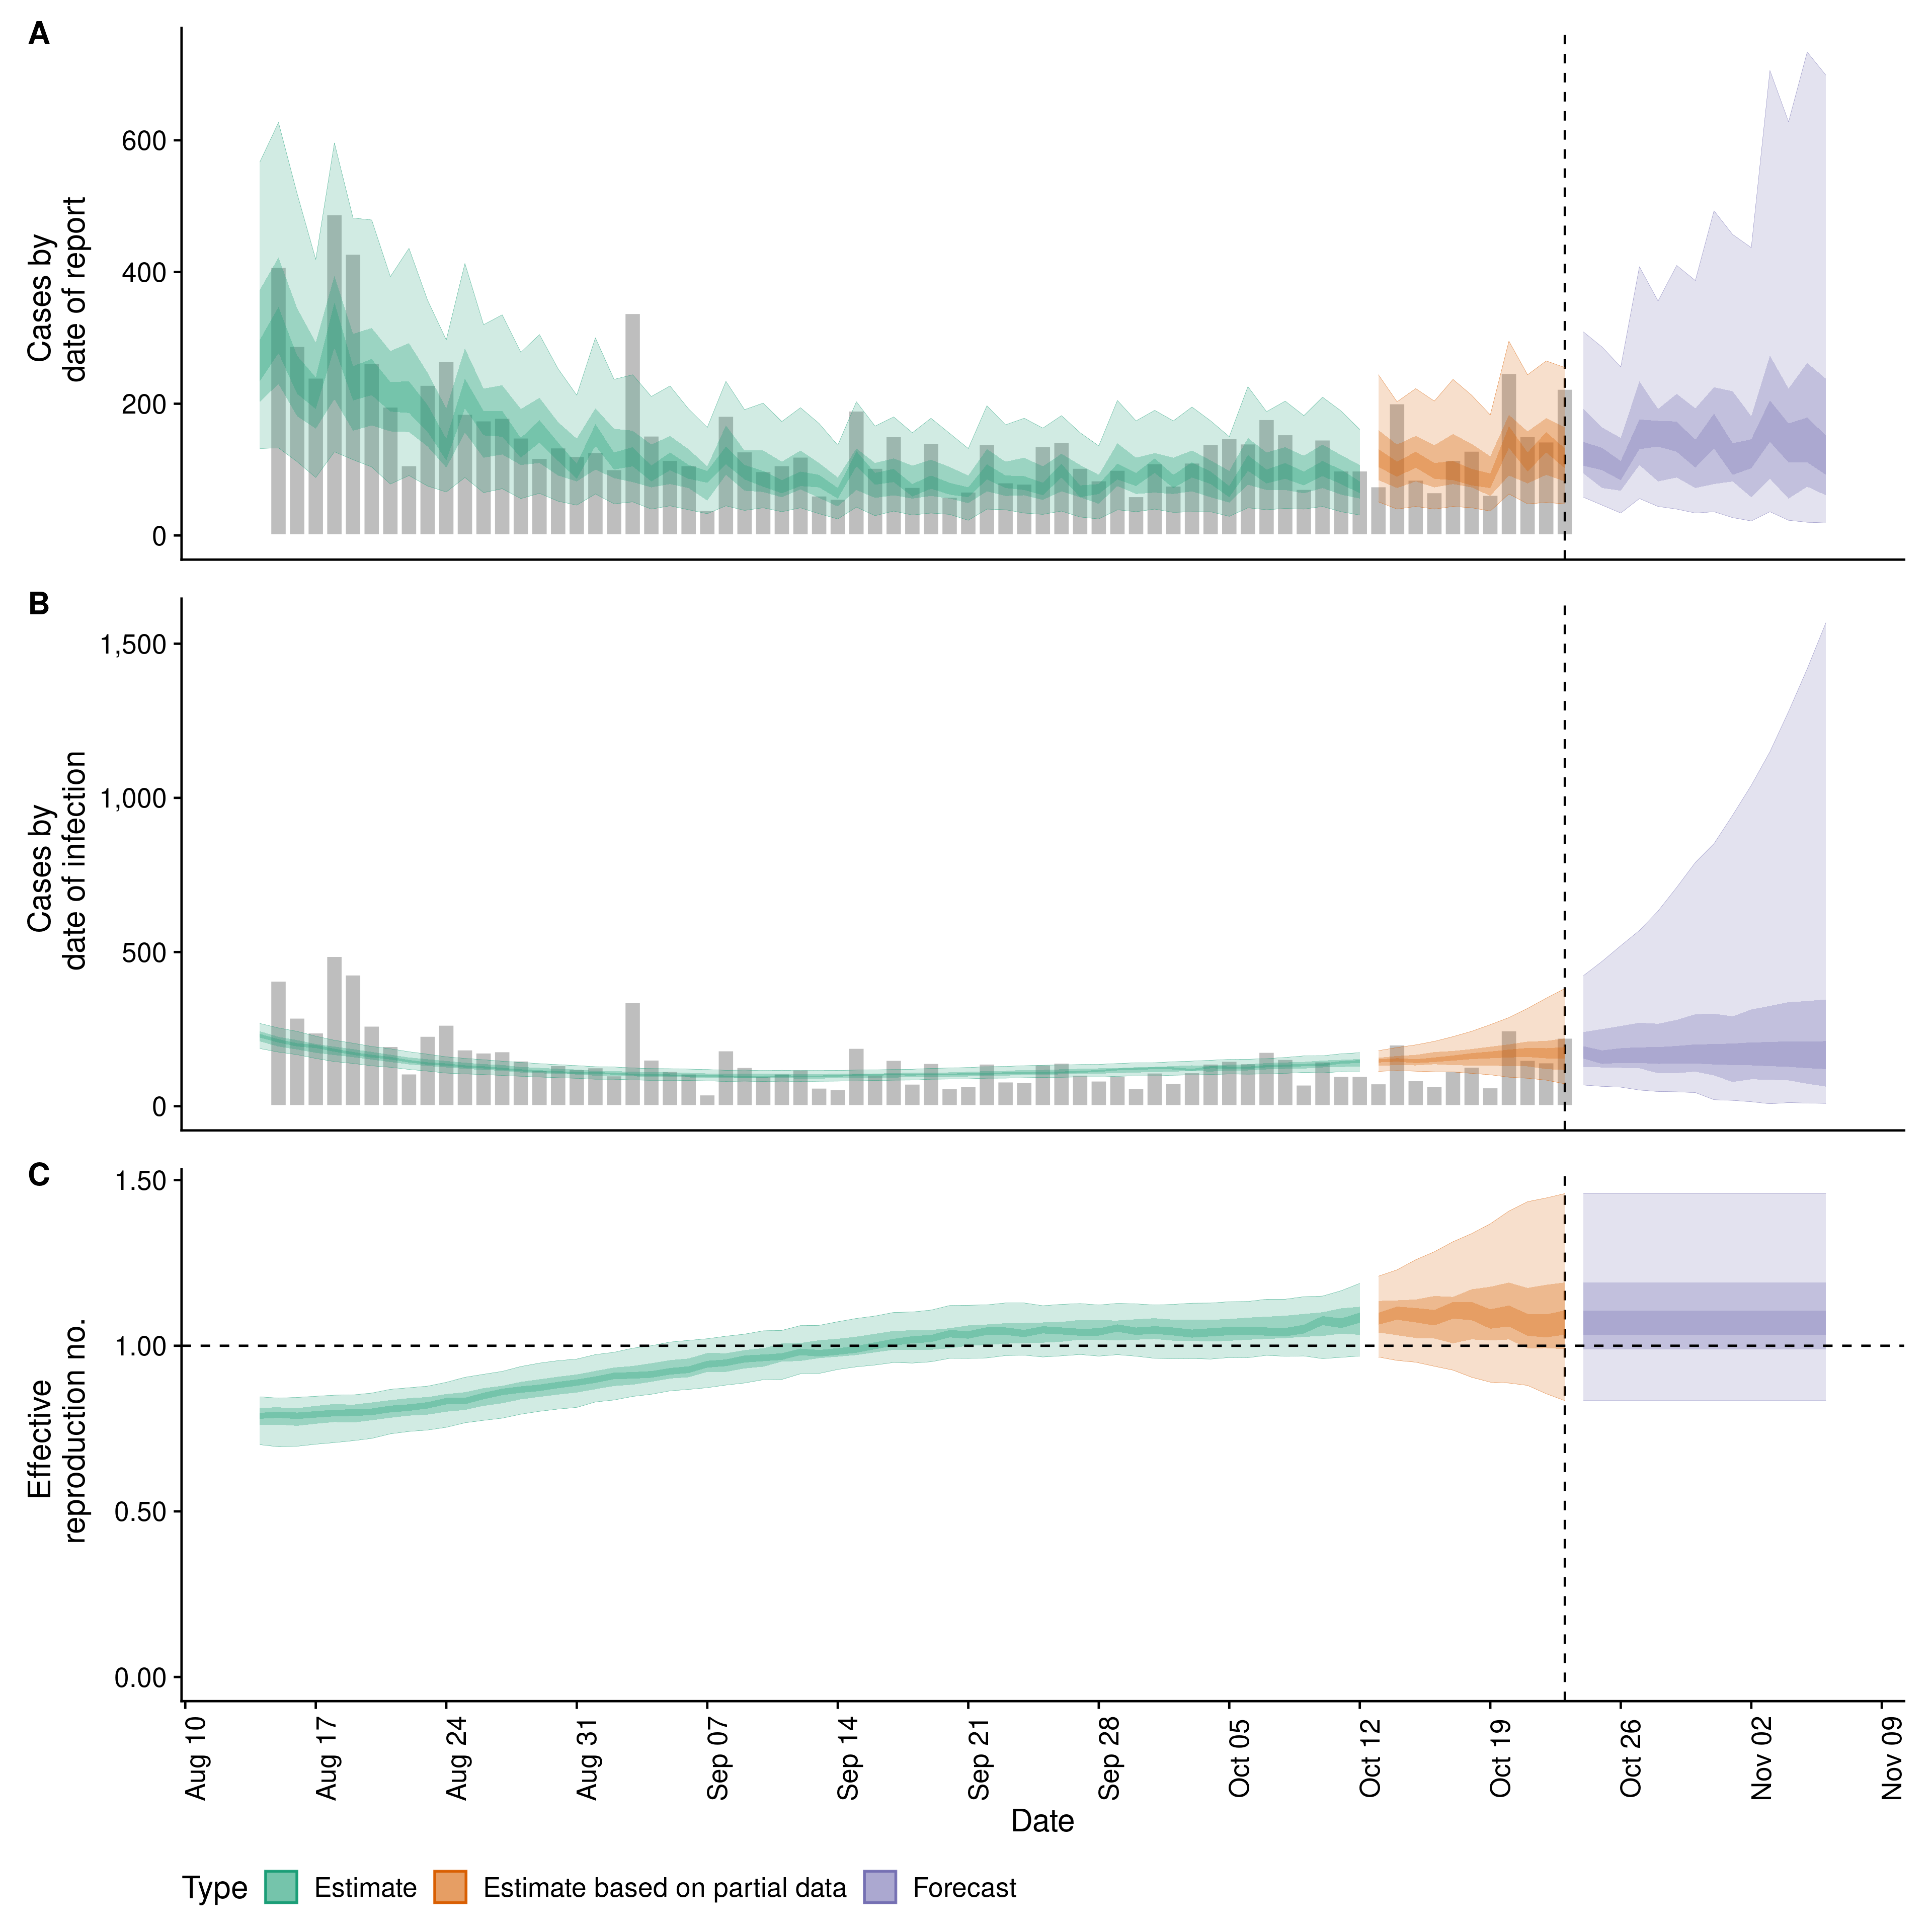 A
Cases by
date of report
600
400
200
0
B
Cases by
date of infection
1,500
1,000
500
0
C
Effective
reproduction no.
1.50
1.00
0.50
0.00
Aug 10
Aug 17
Aug 24
Aug 31
Sep 07
Sep 14
Sep 21
Sep 28
Oct 05
Oct 12
Oct 19
Oct 26
Nov 02
Nov 09
Date
Type Estimate Estimate based on partial data Forecast